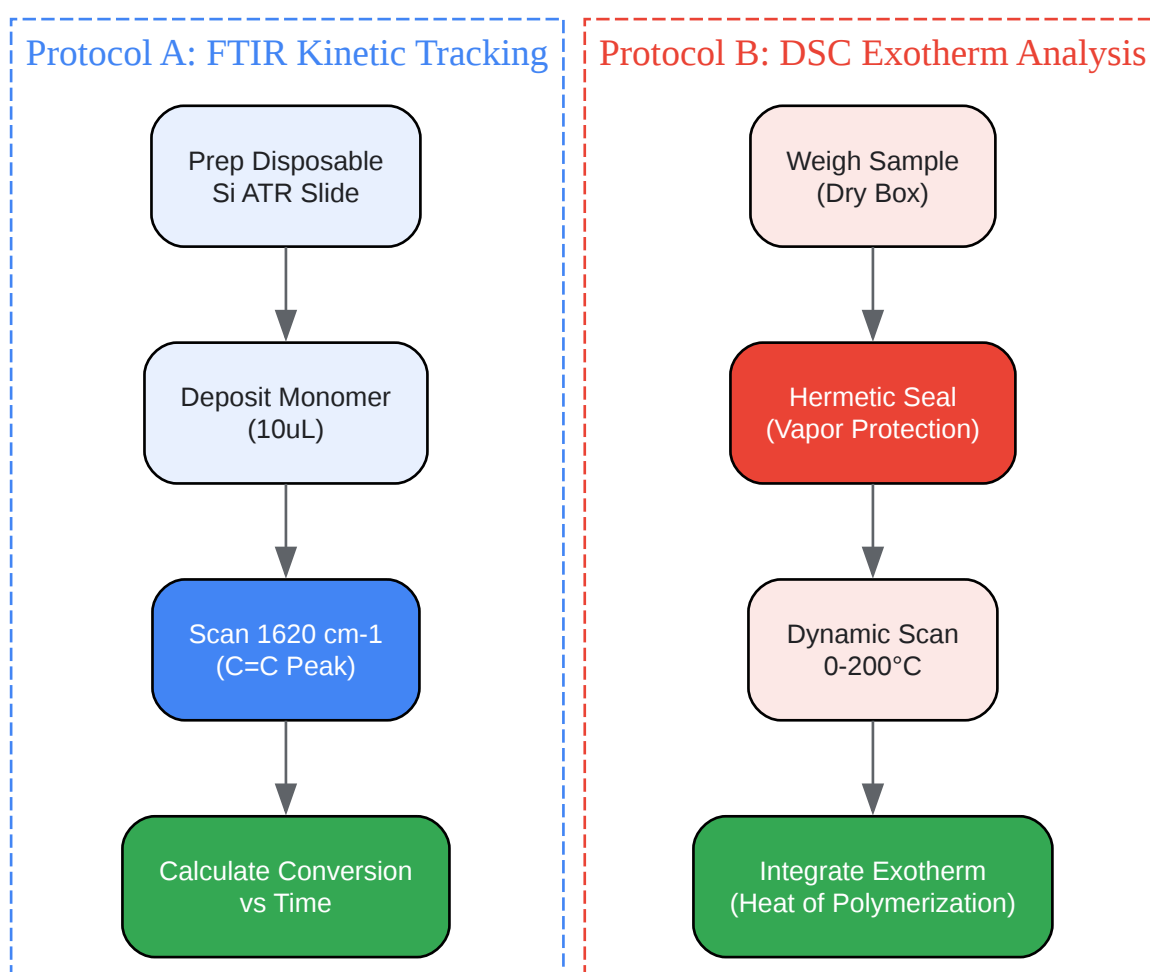 Protocol A: FTIR Kinetic Tracking
Prep Disposable
Si ATR Slide
Deposit Monomer
(10uL)
Scan 1620 cm-1
(C=C Peak)
Calculate Conversion
vs Time
Protocol B: DSC Exotherm Analysis
Weigh Sample
(Dry Box)
Hermetic Seal
(Vapor Protection)
Dynamic Scan
0-200°C
Integrate Exotherm
(Heat of Polymerization)